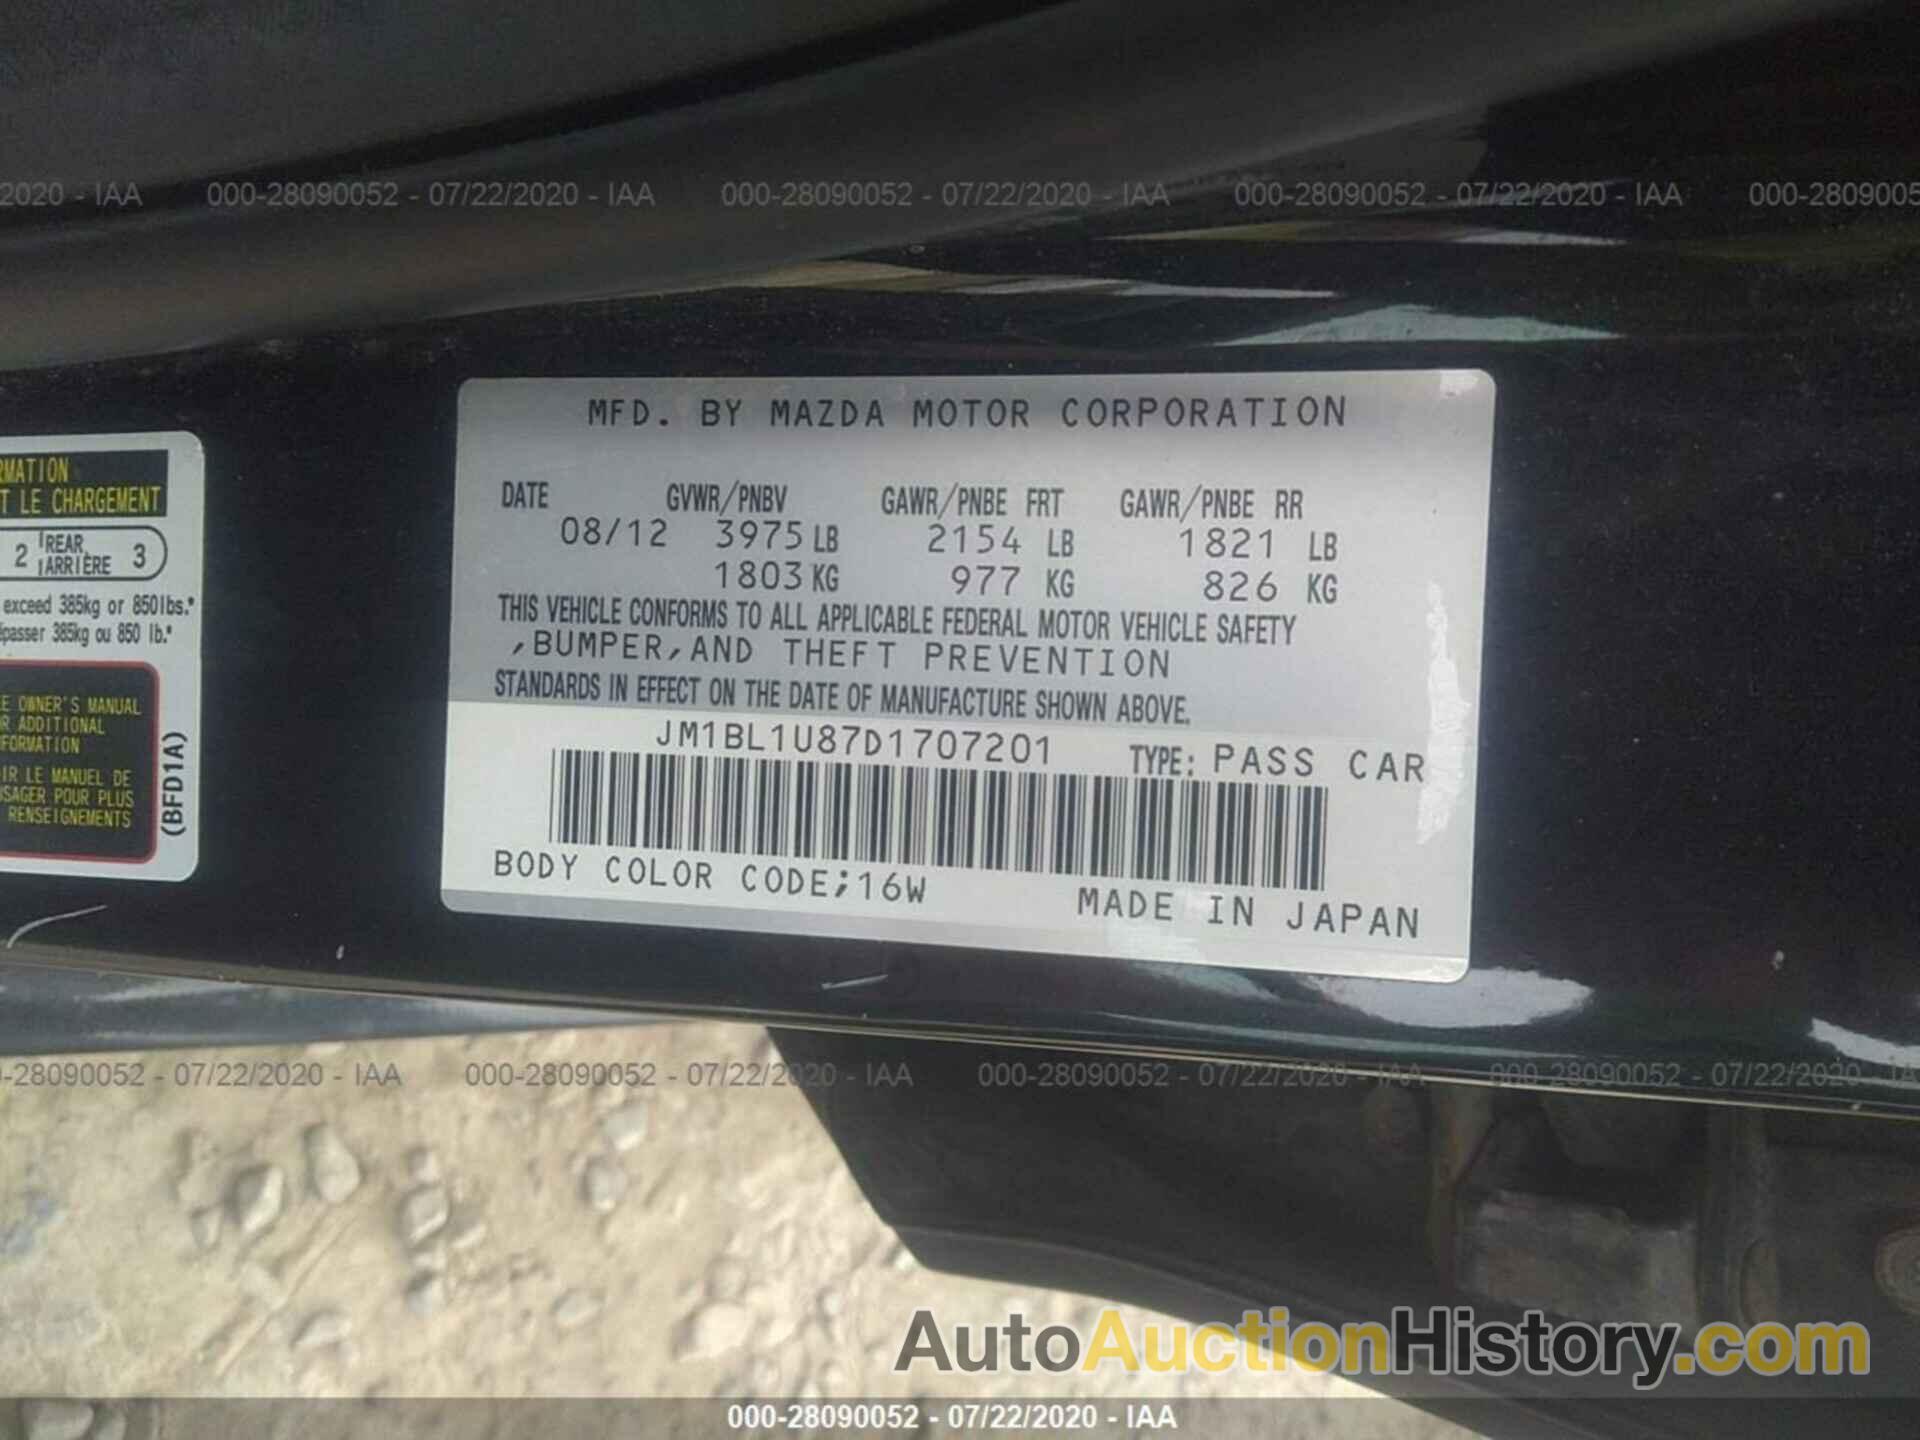 2020 - IAA 000-28090052 - 07/22/2020 - IAA 000-28090052 - 07/22/2020 - IAA 000-28090052 - 07/22/2020 - IAA 000-2809005
MFD. BY MAZDA MOTOR CORPORATION
DATE GVWR/PNBV GAWR/PNBE FRT GAWR/PNBE RR
08/12 3975 LB 2154 LB 1821 LB
1803 KG 977 KG 826 KG
THIS VEHICLE CONFORMS TO ALL APPLICABLE FEDERAL MOTOR VEHICLE SAFETY
,BUMPER,AND THEFT PREVENTION
STANDARDS IN EFFECT ON THE DATE OF MANUFACTURE SHOWN ABOVE.
JM1BL1U87D1707201 TYPE: PASS CAR
BODY COLOR CODE;16W MADE IN JAPAN
RMATION
T LE CHARGEMENT
2 REAR ARRIÈRE 3
exceed 385kg or 850lbs.*
épasser 385kg ou 850 lb.*
E OWNER'S MANUAL
R ADDITIONAL
FORMATION
IR LE MANUEL DE
SAGER POUR PLUS
RENSEIGNEMENTS
(BFD1A)
-28090052 - 07/22/2020 - IAA 000-28090052 - 07/22/2020 - IAA 000-28090052 - 07/22/2020 - IAA 000-28090052 - 07/22/2020 - IA
AutoAuctionHistory.com
000-28090052 - 07/22/2020 - IAA